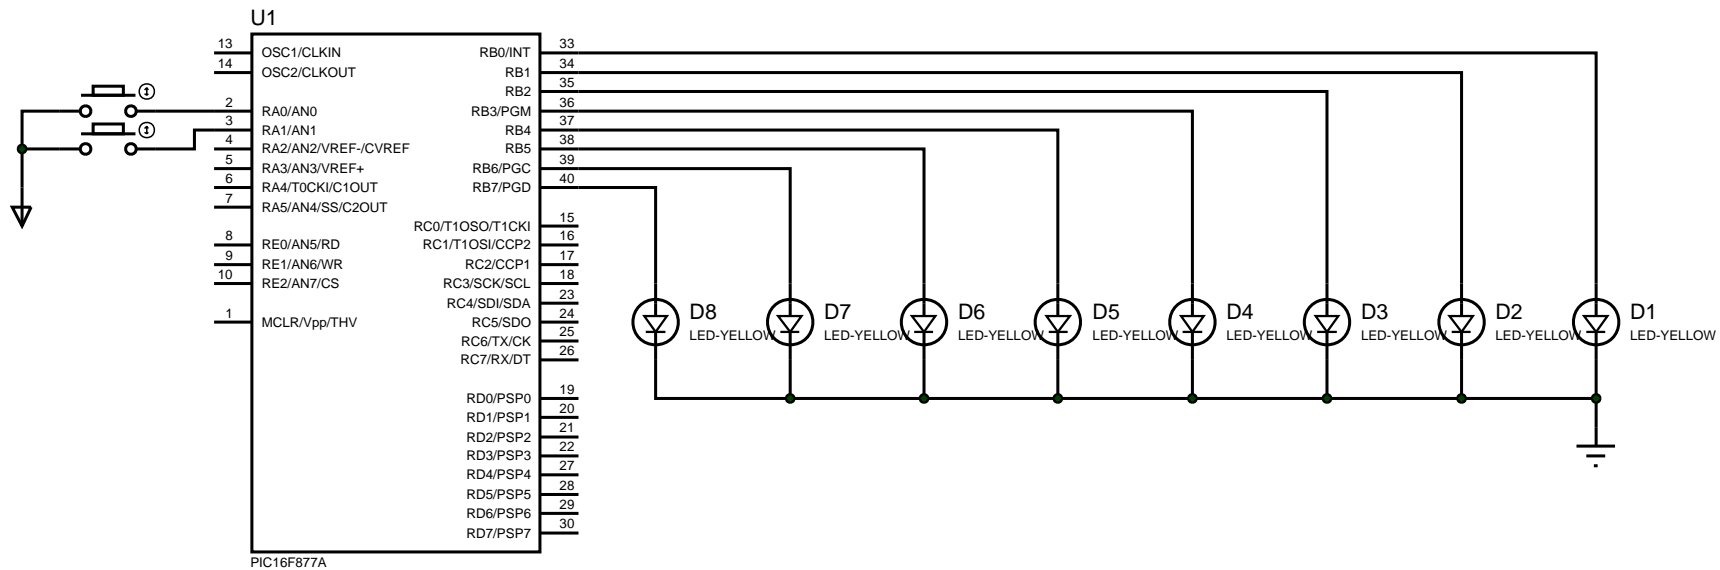 U1
13 OSC1/CLKIN RB0/INT 33
14 OSC2/CLKOUT RB1 34
RB2 35
2 RA0/AN0 RB3/PGM 36
3 RA1/AN1 RB4 37
4 RA2/AN2/VREF-/CVREF RB5 38
5 RA3/AN3/VREF+ RB6/PGC 39
6 RA4/T0CKI/C1OUT RB7/PGD 40
7 RA5/AN4/SS/C2OUT
RC0/T1OSO/T1CKI 15
8 RE0/AN5/RD RC1/T1OSI/CCP2 16
9 RE1/AN6/WR RC2/CCP1 17
10 RE2/AN7/CS RC3/SCK/SCL 18
RC4/SDI/SDA 23
1 MCLR/Vpp/THV RC5/SDO 24
RC6/TX/CK 25
RC7/RX/DT 26
RD0/PSP0 19
RD1/PSP1 20
RD2/PSP2 21
RD3/PSP3 22
RD4/PSP4 27
RD5/PSP5 28
RD6/PSP6 29
RD7/PSP7 30
PIC16F877A
D8
LED-YELLOW
D7
LED-YELLOW
D6
LED-YELLOW
D5
LED-YELLOW
D4
LED-YELLOW
D3
LED-YELLOW
D2
LED-YELLOW
D1
LED-YELLOW